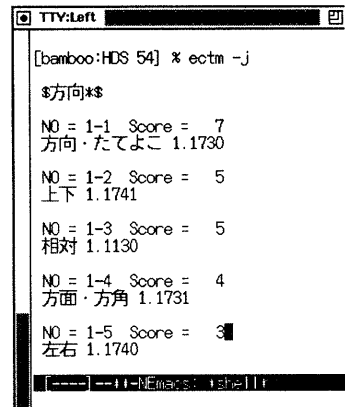 TTY:Left
[bamboo:HDS 54] % ectm -j
$方向*$
NO = 1-1 Score = 7
方向・たてよこ 1.1730
NO = 1-2 Score = 5
上下 1.1741
NO = 1-3 Score = 5
相対 1.1130
NO = 1-4 Score = 4
方面・方角 1.1731
NO = 1-5 Score = 3
左右 1.1740
[----]--**-NEmacs: *shell*